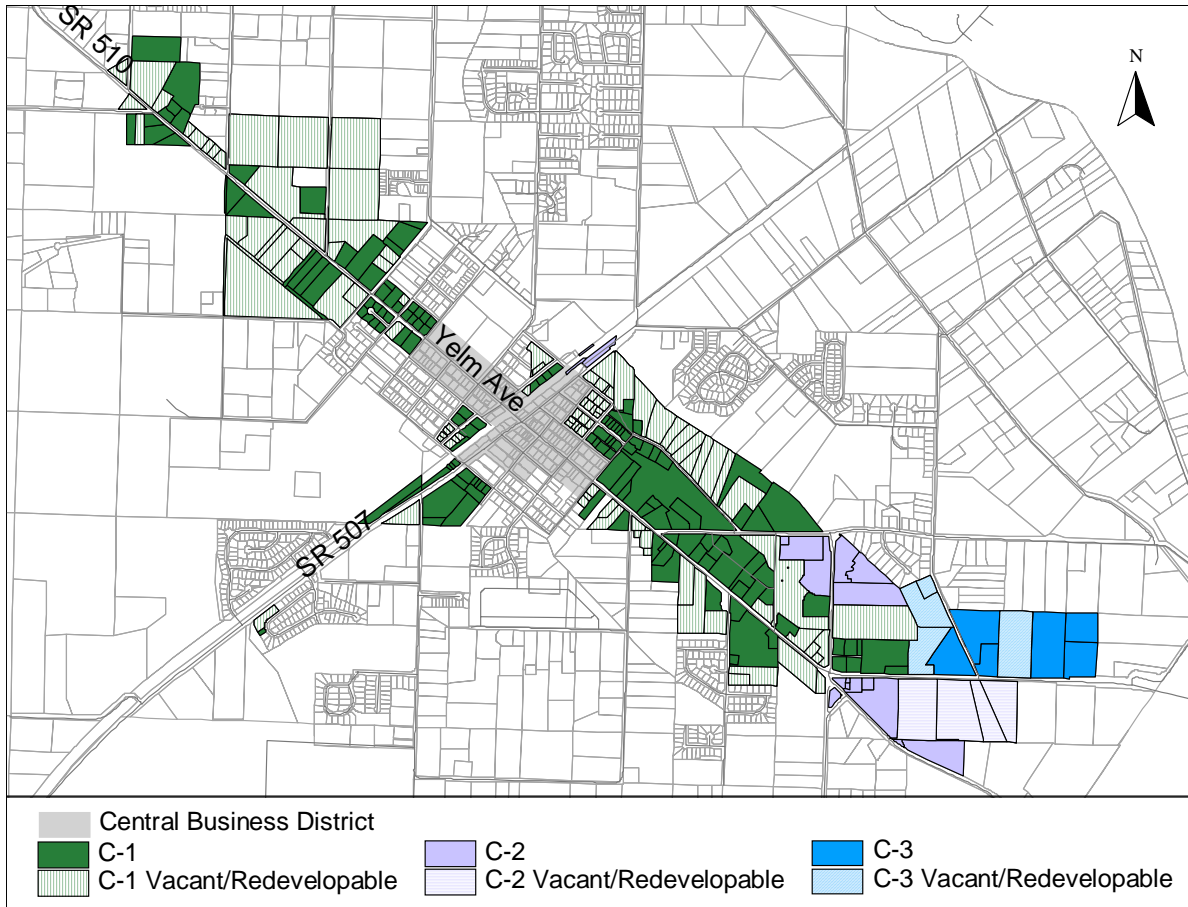 SR 510
N
Yelm Ave
SR 507
Central Business District
C-1
C-2
C-3
C-1 Vacant/Redevelopable
C-2 Vacant/Redevelopable
C-3 Vacant/Redevelopable